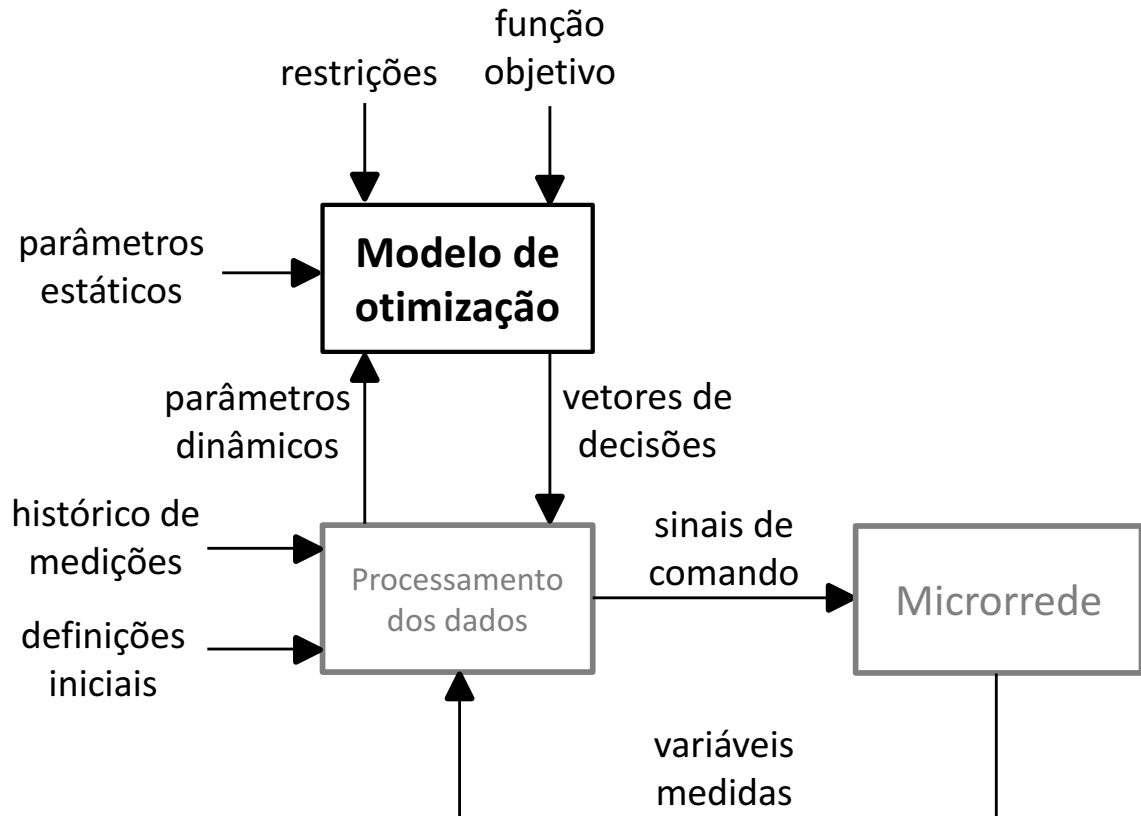 função
objetivo
restrições
parâmetros
estáticos
Modelo de
otimização
parâmetros
dinâmicos
vetores de
decisões
histórico de
medições
definições
iniciais
Processamento
dos dados
sinais de
comando
Microrrede
variáveis
medidas